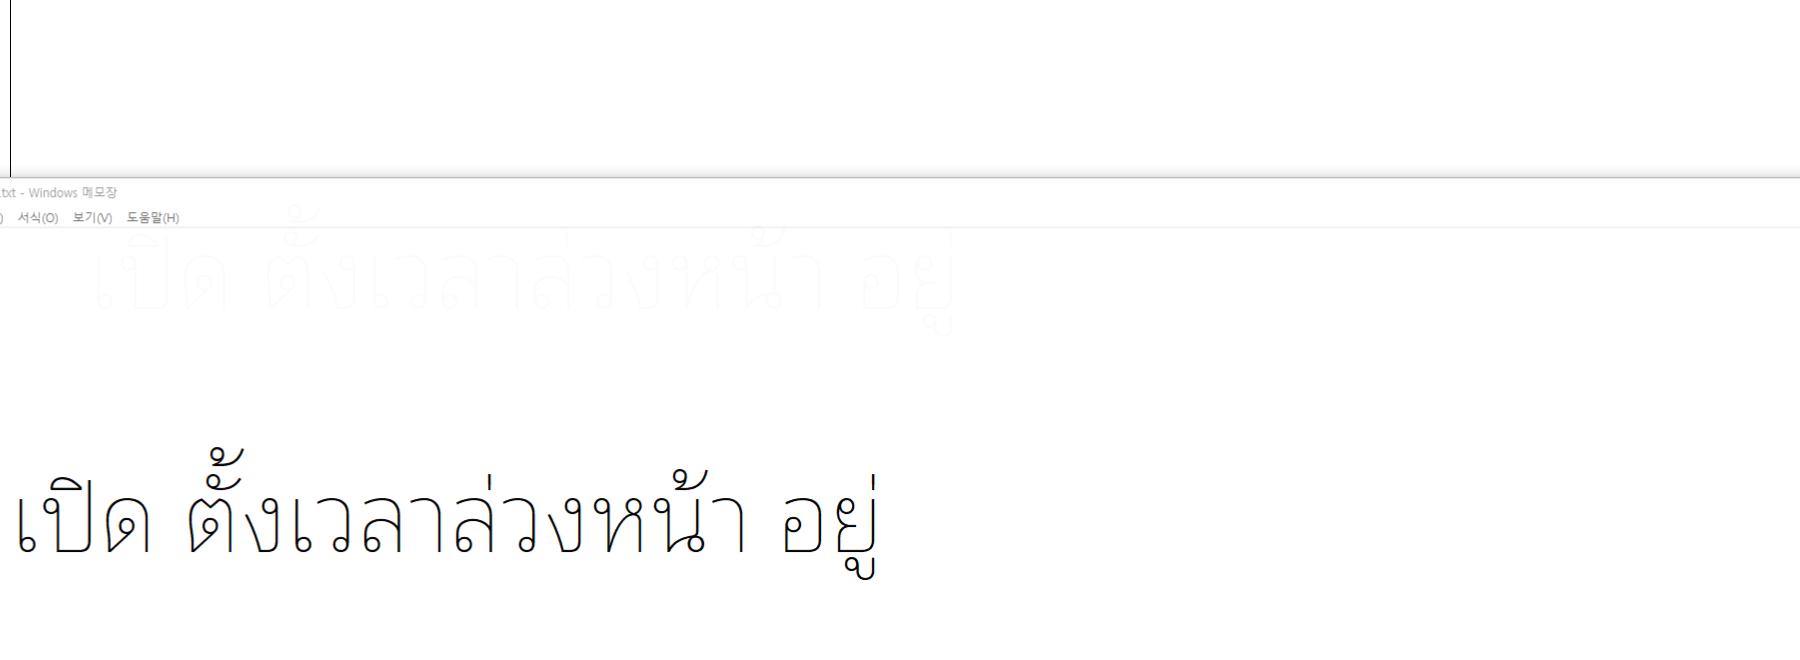 .txt - Windows 메모장
) 서식(O) 보기(V) 도움말(H)
เปิด ตั้งเวลาล่วงหน้า อยู่
เปิด ตั้งเวลาล่วงหน้า อยู่